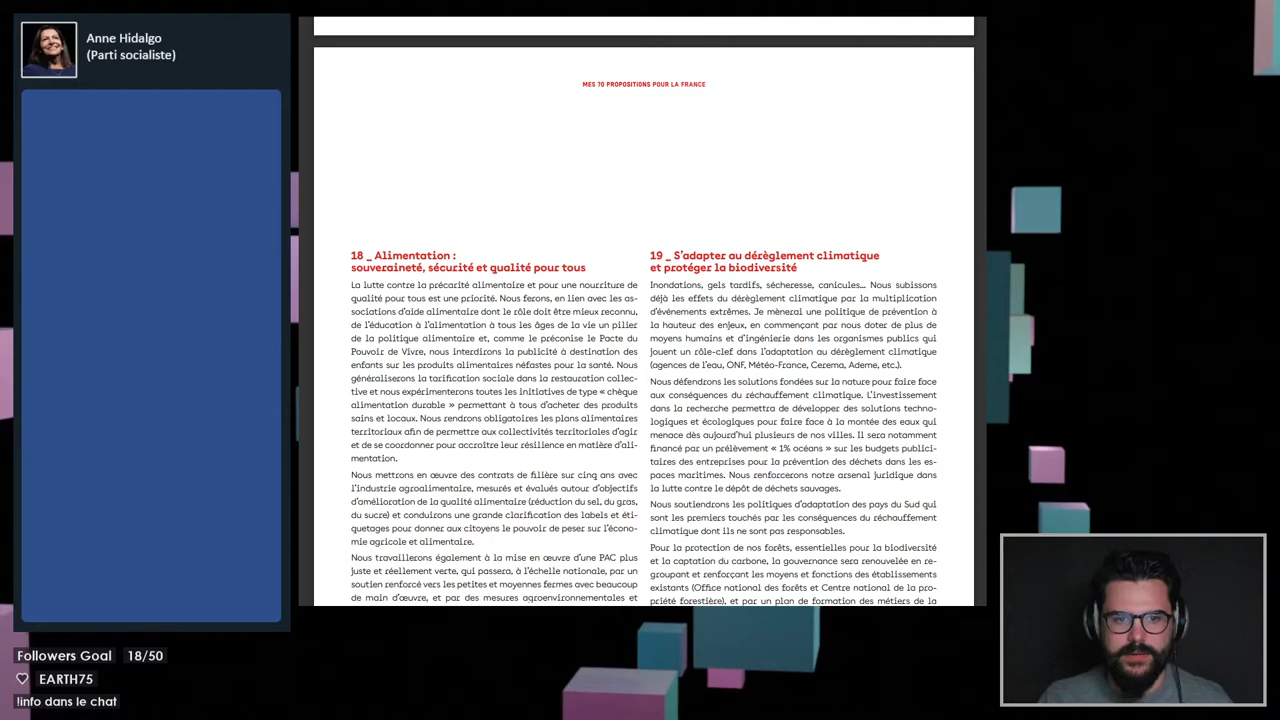 Anne Hidalgo
(Parti socialiste)
MES 70 PROPOSITIONS POUR LA FRANCE
18 _ Alimentation :
souveraineté, sécurité et qualité pour tous
La lutte contre la précarité alimentaire et pour une nourriture de
qualité pour tous est une priorité. Nous ferons, en lien avec les as-
sociations d'aide alimentaire dont le rôle doit être mieux reconnu,
de l'éducation à l'alimentation à tous les âges de la vie un pilier
de la politique alimentaire et, comme le préconise le Pacte du
Pouvoir de Vivre, nous interdirons la publicité à destination des
enfants sur les produits alimentaires néfastes pour la santé. Nous
généraliserons la tarification sociale dans la restauration collec-
tive et nous expérimenterons toutes les initiatives de type « chèque
alimentation durable » permettant à tous d'acheter des produits
sains et locaux. Nous rendrons obligatoires les plans alimentaires
territoriaux afin de permettre aux collectivités territoriales d'agir
et de se coordonner pour accroître leur résilience en matière d'ali-
mentation.
Nous mettrons en œuvre des contrats de filière sur cinq ans avec
l'industrie agroalimentaire, mesurés et évalués autour d'objectifs
d'amélioration de la qualité alimentaire (réduction du sel, du gras,
du sucre) et conduirons une grande clarification des labels et éti-
quetages pour donner aux citoyens le pouvoir de peser sur l'écono-
mie agricole et alimentaire.
Nous travaillerons également à la mise en œuvre d'une PAC plus
juste et réellement verte, qui passera, à l'échelle nationale, par un
soutien renforcé vers les petites et moyennes fermes avec beaucoup
de main d'œuvre, et par des mesures agroenvironnementales et
19 _ S'adapter au dérèglement climatique
et protéger la biodiversité
Inondations, gels tardifs, sécheresse, canicules... Nous subissons
déjà les effets du dérèglement climatique par la multiplication
d'événements extrêmes. Je mènerai une politique de prévention à
la hauteur des enjeux, en commençant par nous doter de plus de
moyens humains et d'ingénierie dans les organismes publics qui
jouent un rôle-clef dans l'adaptation au dérèglement climatique
(agences de l'eau, ONF, Météo-France, Cerema, Ademe, etc.).
Nous défendrons les solutions fondées sur la nature pour faire face
aux conséquences du réchauffement climatique. L'investissement
dans la recherche permettra de développer des solutions techno-
logiques et écologiques pour faire face à la montée des eaux qui
menace dès aujourd'hui plusieurs de nos villes. Il sera notamment
financé par un prélèvement « 1% océans » sur les budgets publici-
taires des entreprises pour la prévention des déchets dans les es-
paces maritimes. Nous renforcerons notre arsenal juridique dans
la lutte contre le dépôt de déchets sauvages.
Nous soutiendrons les politiques d'adaptation des pays du Sud qui
sont les premiers touchés par les conséquences du réchauffement
climatique dont ils ne sont pas responsables.
Pour la protection de nos forêts, essentielles pour la biodiversité
et la captation du carbone, la gouvernance sera renouvelée en re-
groupant et renforçant les moyens et fonctions des établissements
existants (Office national des forêts et Centre national de la pro-
priété forestière), et par un plan de formation des métiers de la
Followers Goal 18/50
EARTH75
!info dans le chat